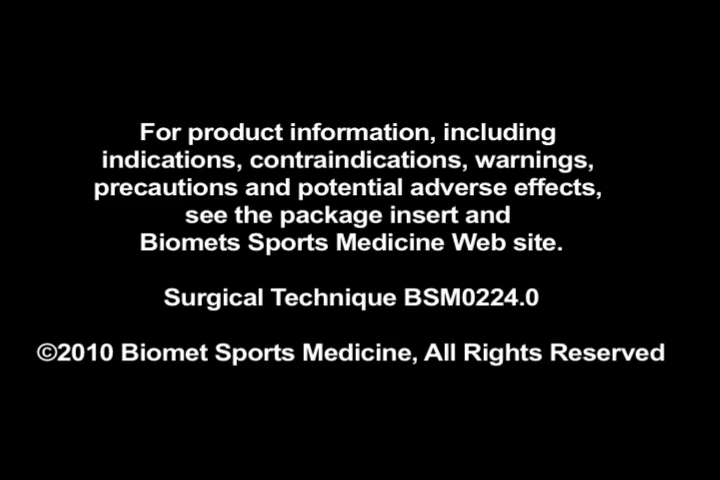 For product information, including
indications, contraindications, warnings,
precautions and potential adverse effects,
see the package insert and
Biomets Sports Medicine Web site.
Surgical Technique BSM0224.0
©2010 Biomet Sports Medicine, All Rights Reserved